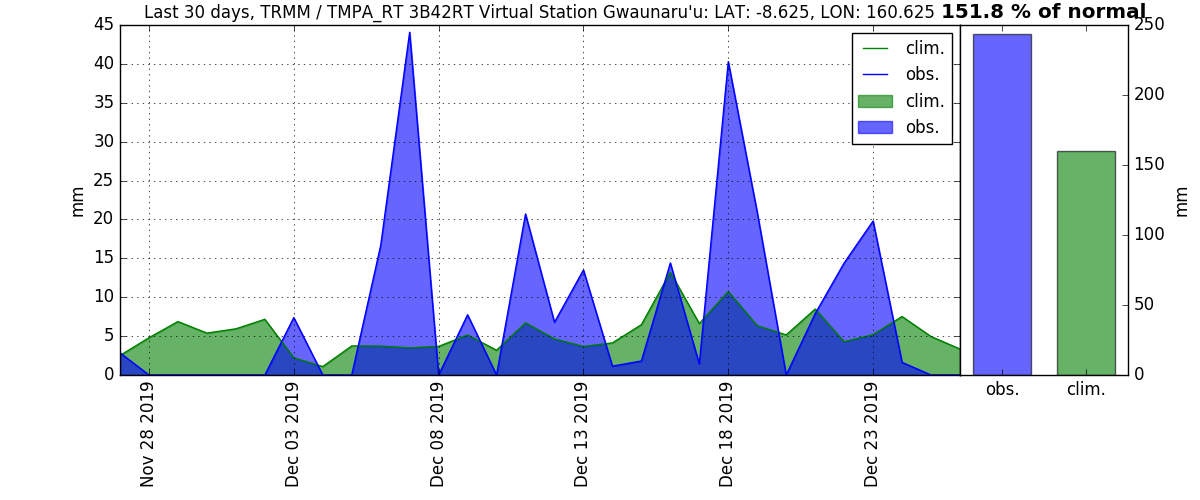 Last 30 days, TRMM / TMPA_RT 3B42RT Virtual Station Gwaunaru'u: LAT: -8.625, LON: 160.625 151.8 % of normal
45
40
35
30
25
20
15
10
5
0
mm
clim.
obs.
clim.
obs.
Nov 28 2019
Dec 03 2019
Dec 08 2019
Dec 13 2019
Dec 18 2019
Dec 23 2019
250
200
150
100
50
0
mm
obs. clim.